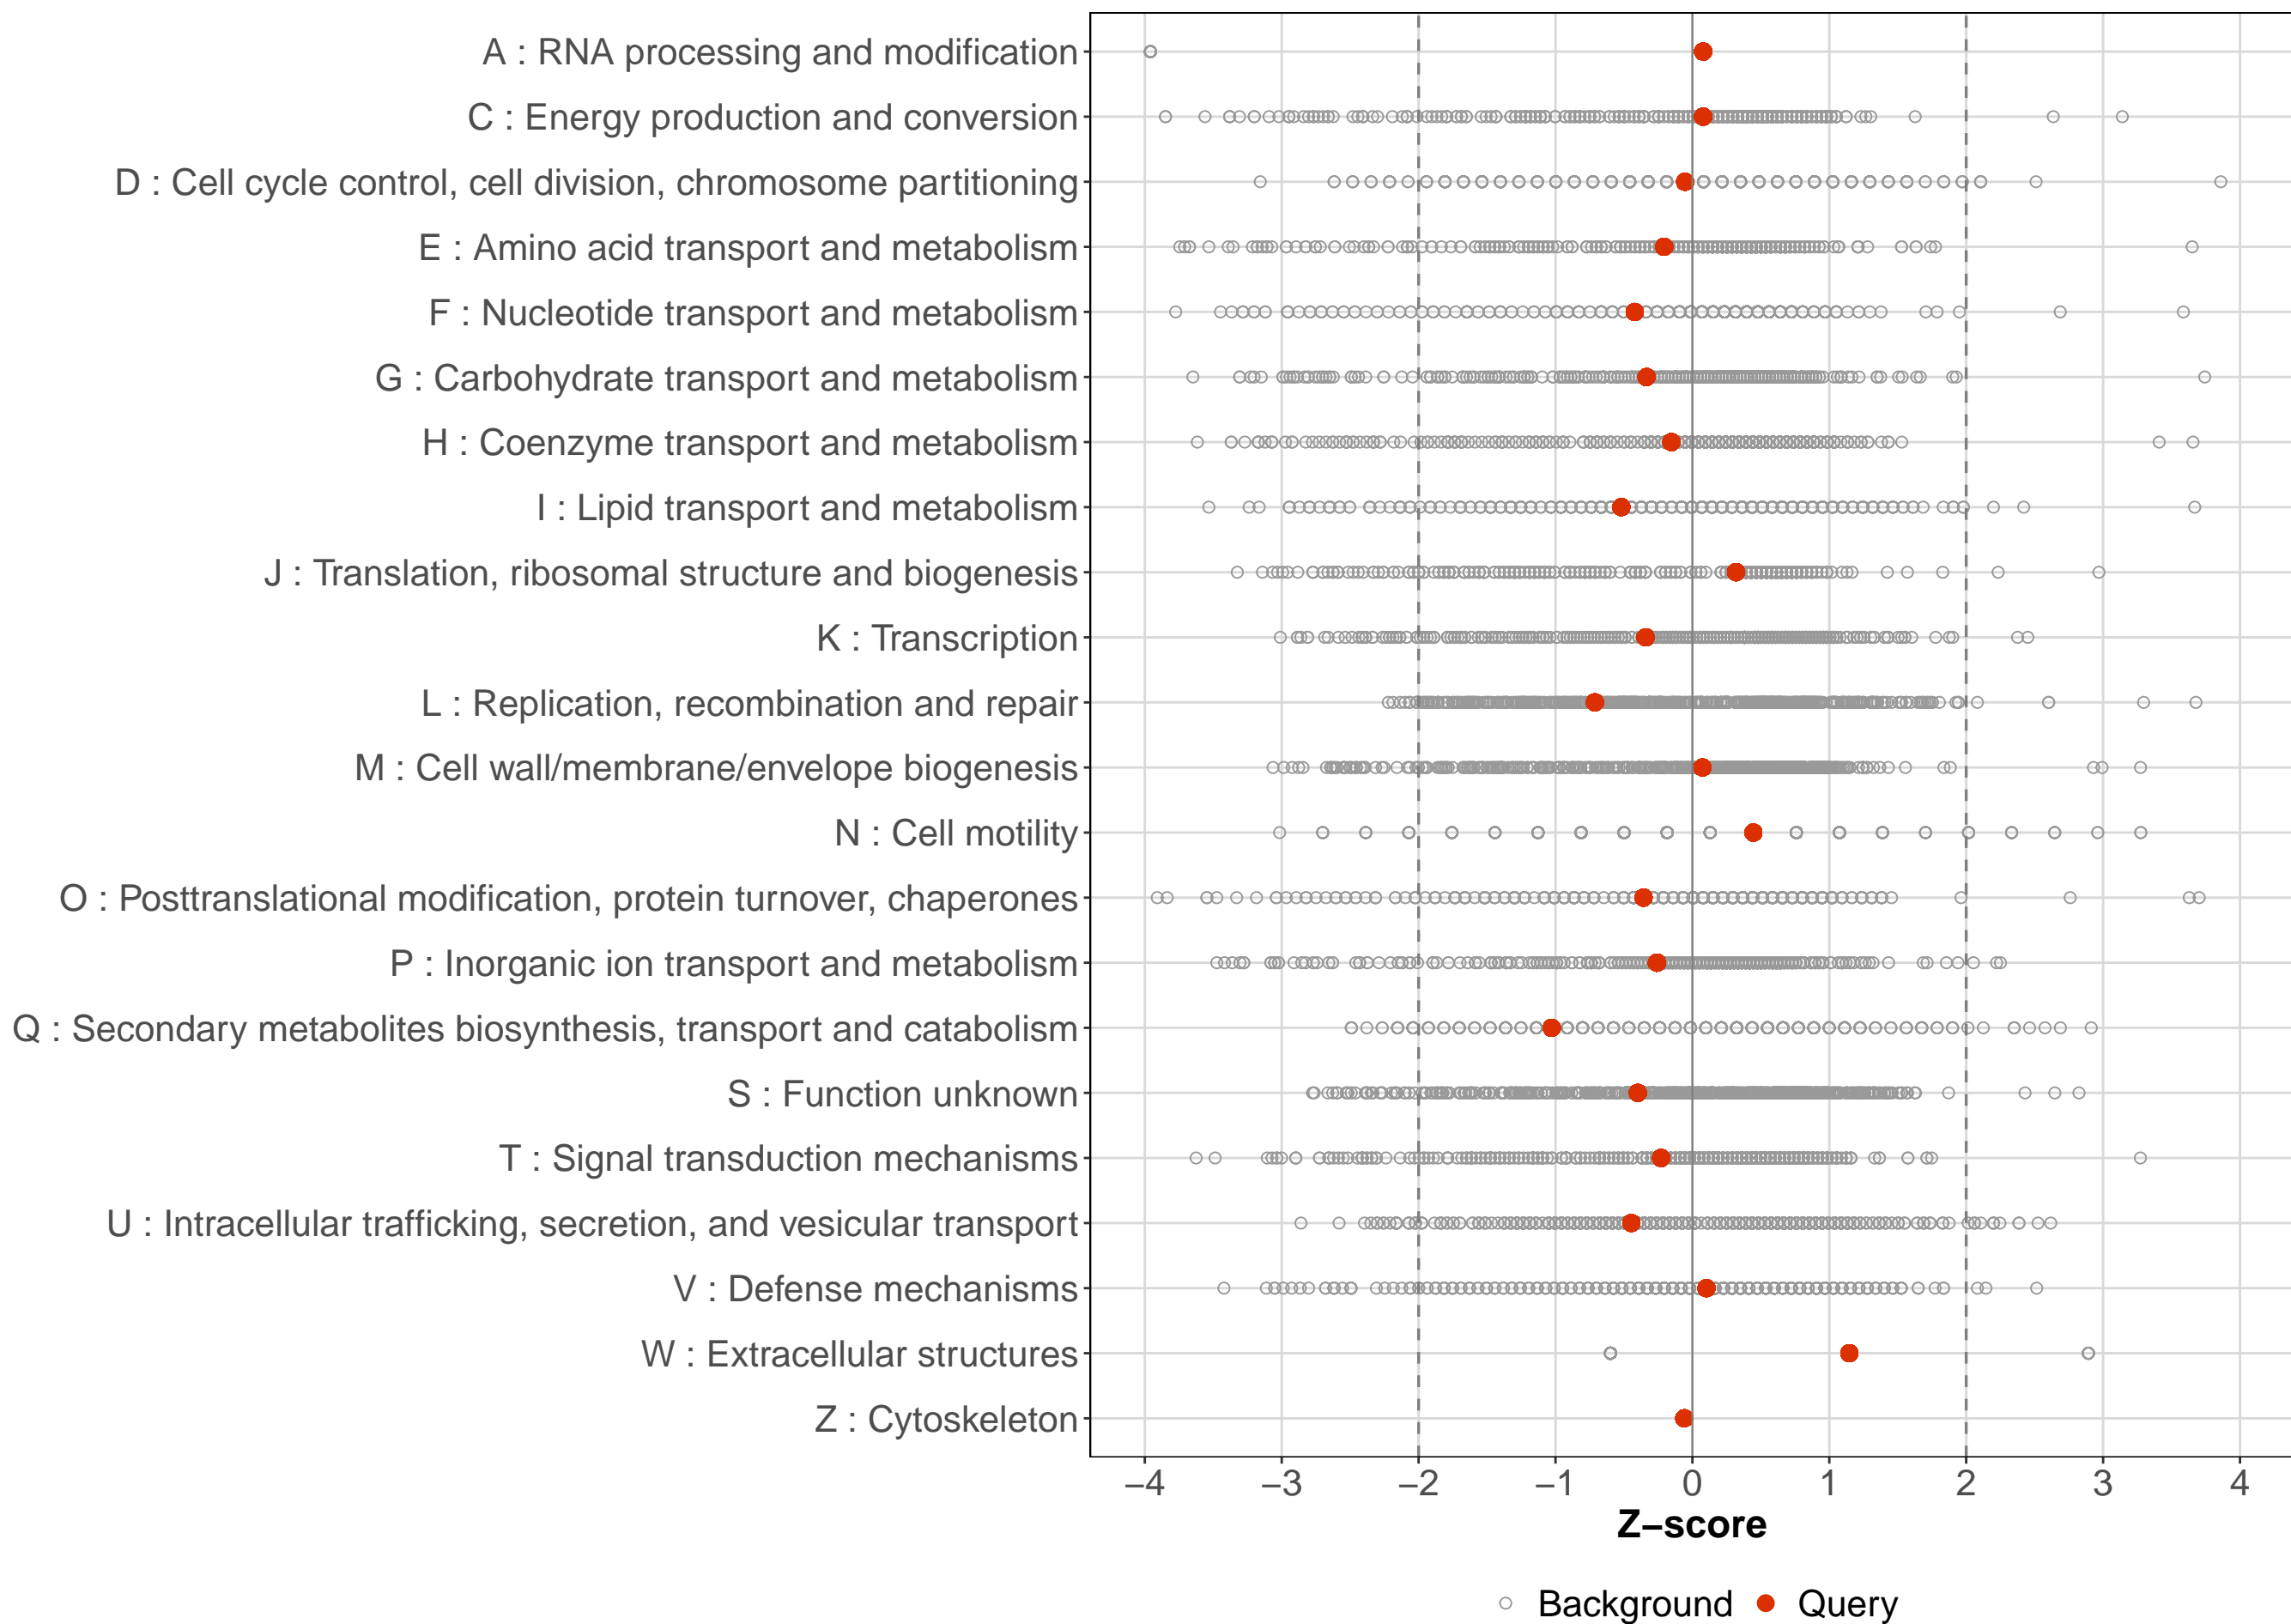 A : RNA processing and modification
C : Energy production and conversion
D : Cell cycle control, cell division, chromosome partitioning
E : Amino acid transport and metabolism
F : Nucleotide transport and metabolism
G : Carbohydrate transport and metabolism
H : Coenzyme transport and metabolism
I : Lipid transport and metabolism
J : Translation, ribosomal structure and biogenesis
K : Transcription
L : Replication, recombination and repair
M : Cell wall/membrane/envelope biogenesis
N : Cell motility
O : Posttranslational modification, protein turnover, chaperones
P : Inorganic ion transport and metabolism
Q : Secondary metabolites biosynthesis, transport and catabolism
S : Function unknown
T : Signal transduction mechanisms
U : Intracellular trafficking, secretion, and vesicular transport
V : Defense mechanisms
W : Extracellular structures
Z : Cytoskeleton
−4 −3 −2 −1 0 1 2 3 4
Z−score
Background Query